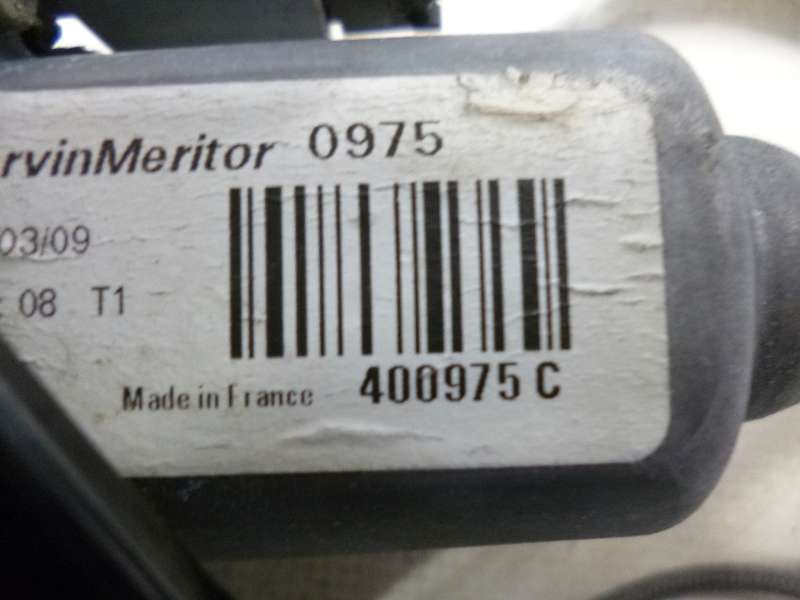 rvinMeritor 0975
03/09
: 08 T1
Made in France 400975 C